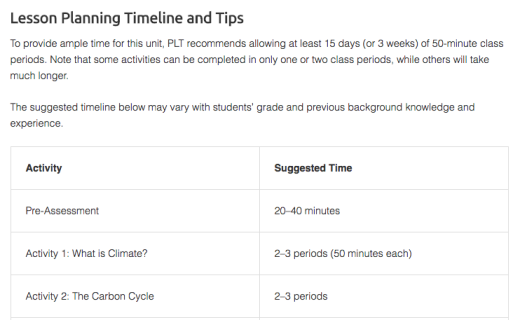 Lesson Planning Timeline and Tips
To provide ample time for this unit, PLT recommends allowing at least 15 days (or 3 weeks) of 50-minute class
periods. Note that some activities can be completed in only one or two class periods, while others will take
much longer.
The suggested timeline below may vary with students' grade and previous background knowledge and
experience.
Activity Suggested Time
Pre-Assessment 20–40 minutes
Activity 1: What is Climate? 2–3 periods (50 minutes each)
Activity 2: The Carbon Cycle 2–3 periods